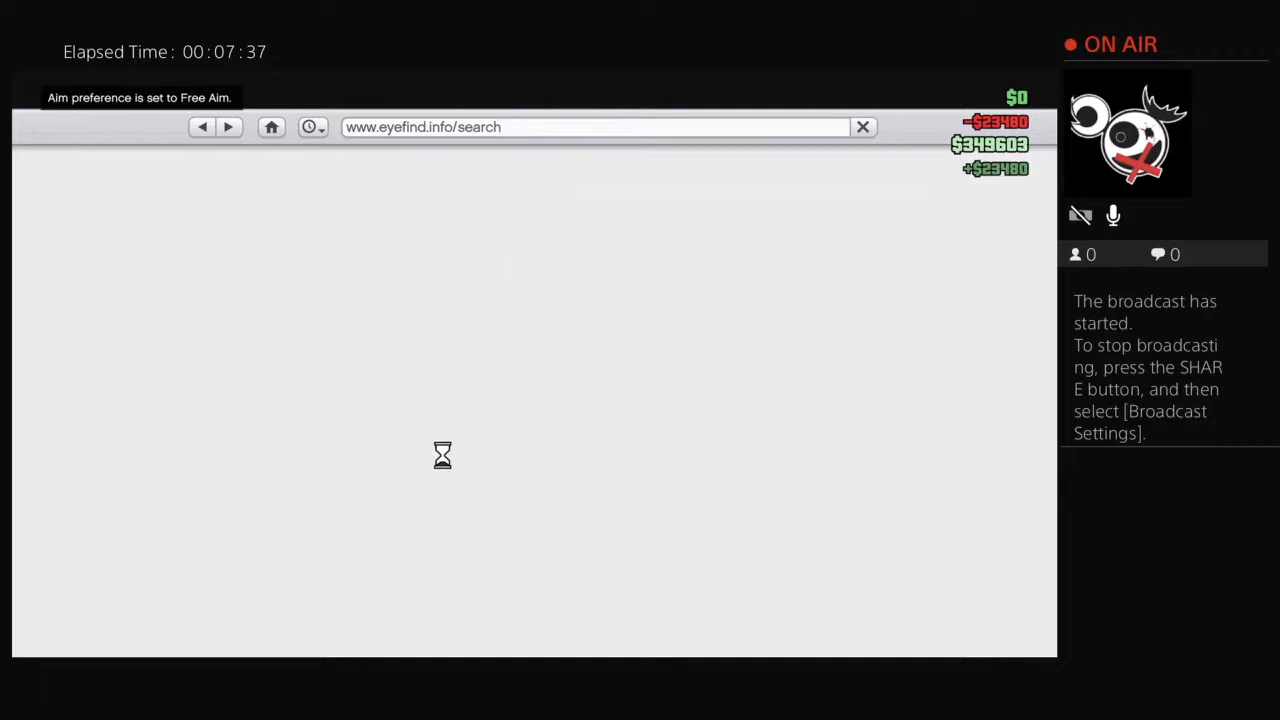 Elapsed Time: 00:07:37
ON AIR
Aim preference is set to Free Aim.
$0
www.eyefind.info/search
-$23480
$349603
+$23480
0
0
The broadcast has
started.
To stop broadcasti
ng, press the SHAR
E button, and then
select [Broadcast
Settings].